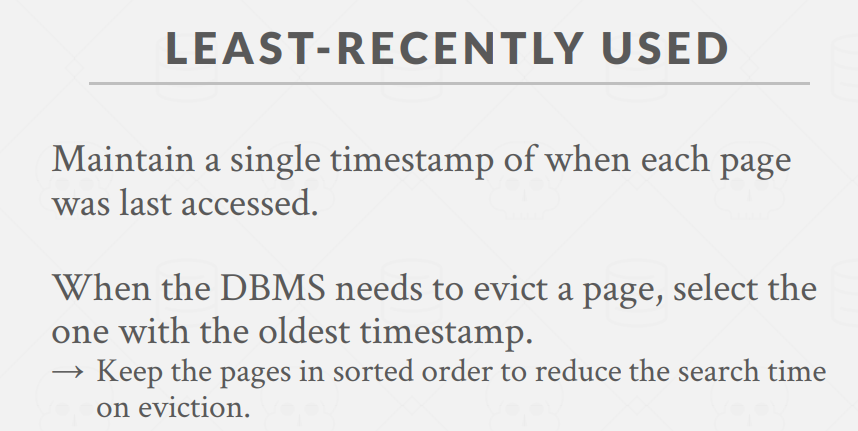 LEAST-RECENTLY USED
Maintain a single timestamp of when each page
was last accessed.
When the DBMS needs to evict a page, select the
one with the oldest timestamp.
→ Keep the pages in sorted order to reduce the search time
on eviction.